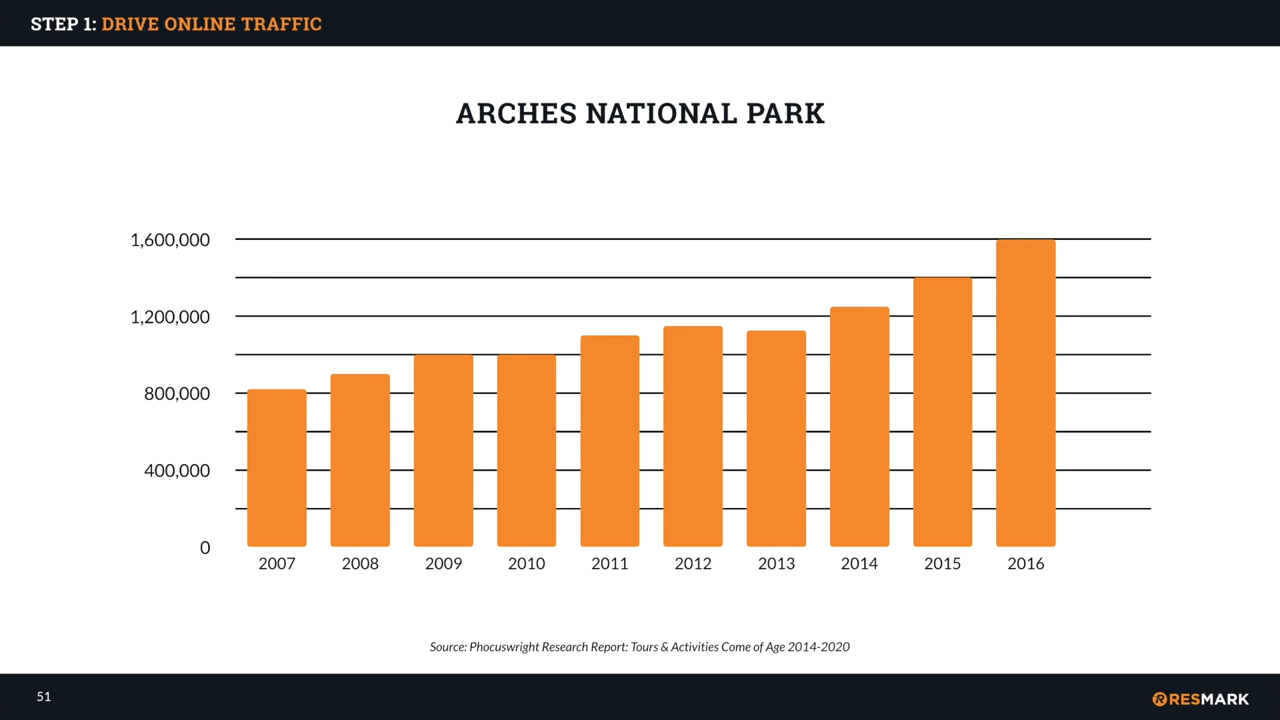 STEP 1: DRIVE ONLINE TRAFFIC
ARCHES NATIONAL PARK
1,600,000
1,200,000
800,000
400,000
0
2007 2008 2009 2010 2011 2012 2013 2014 2015 2016
Source: Phocuswright Research Report: Tours & Activities Come of Age 2014-2020
51
RESMARK